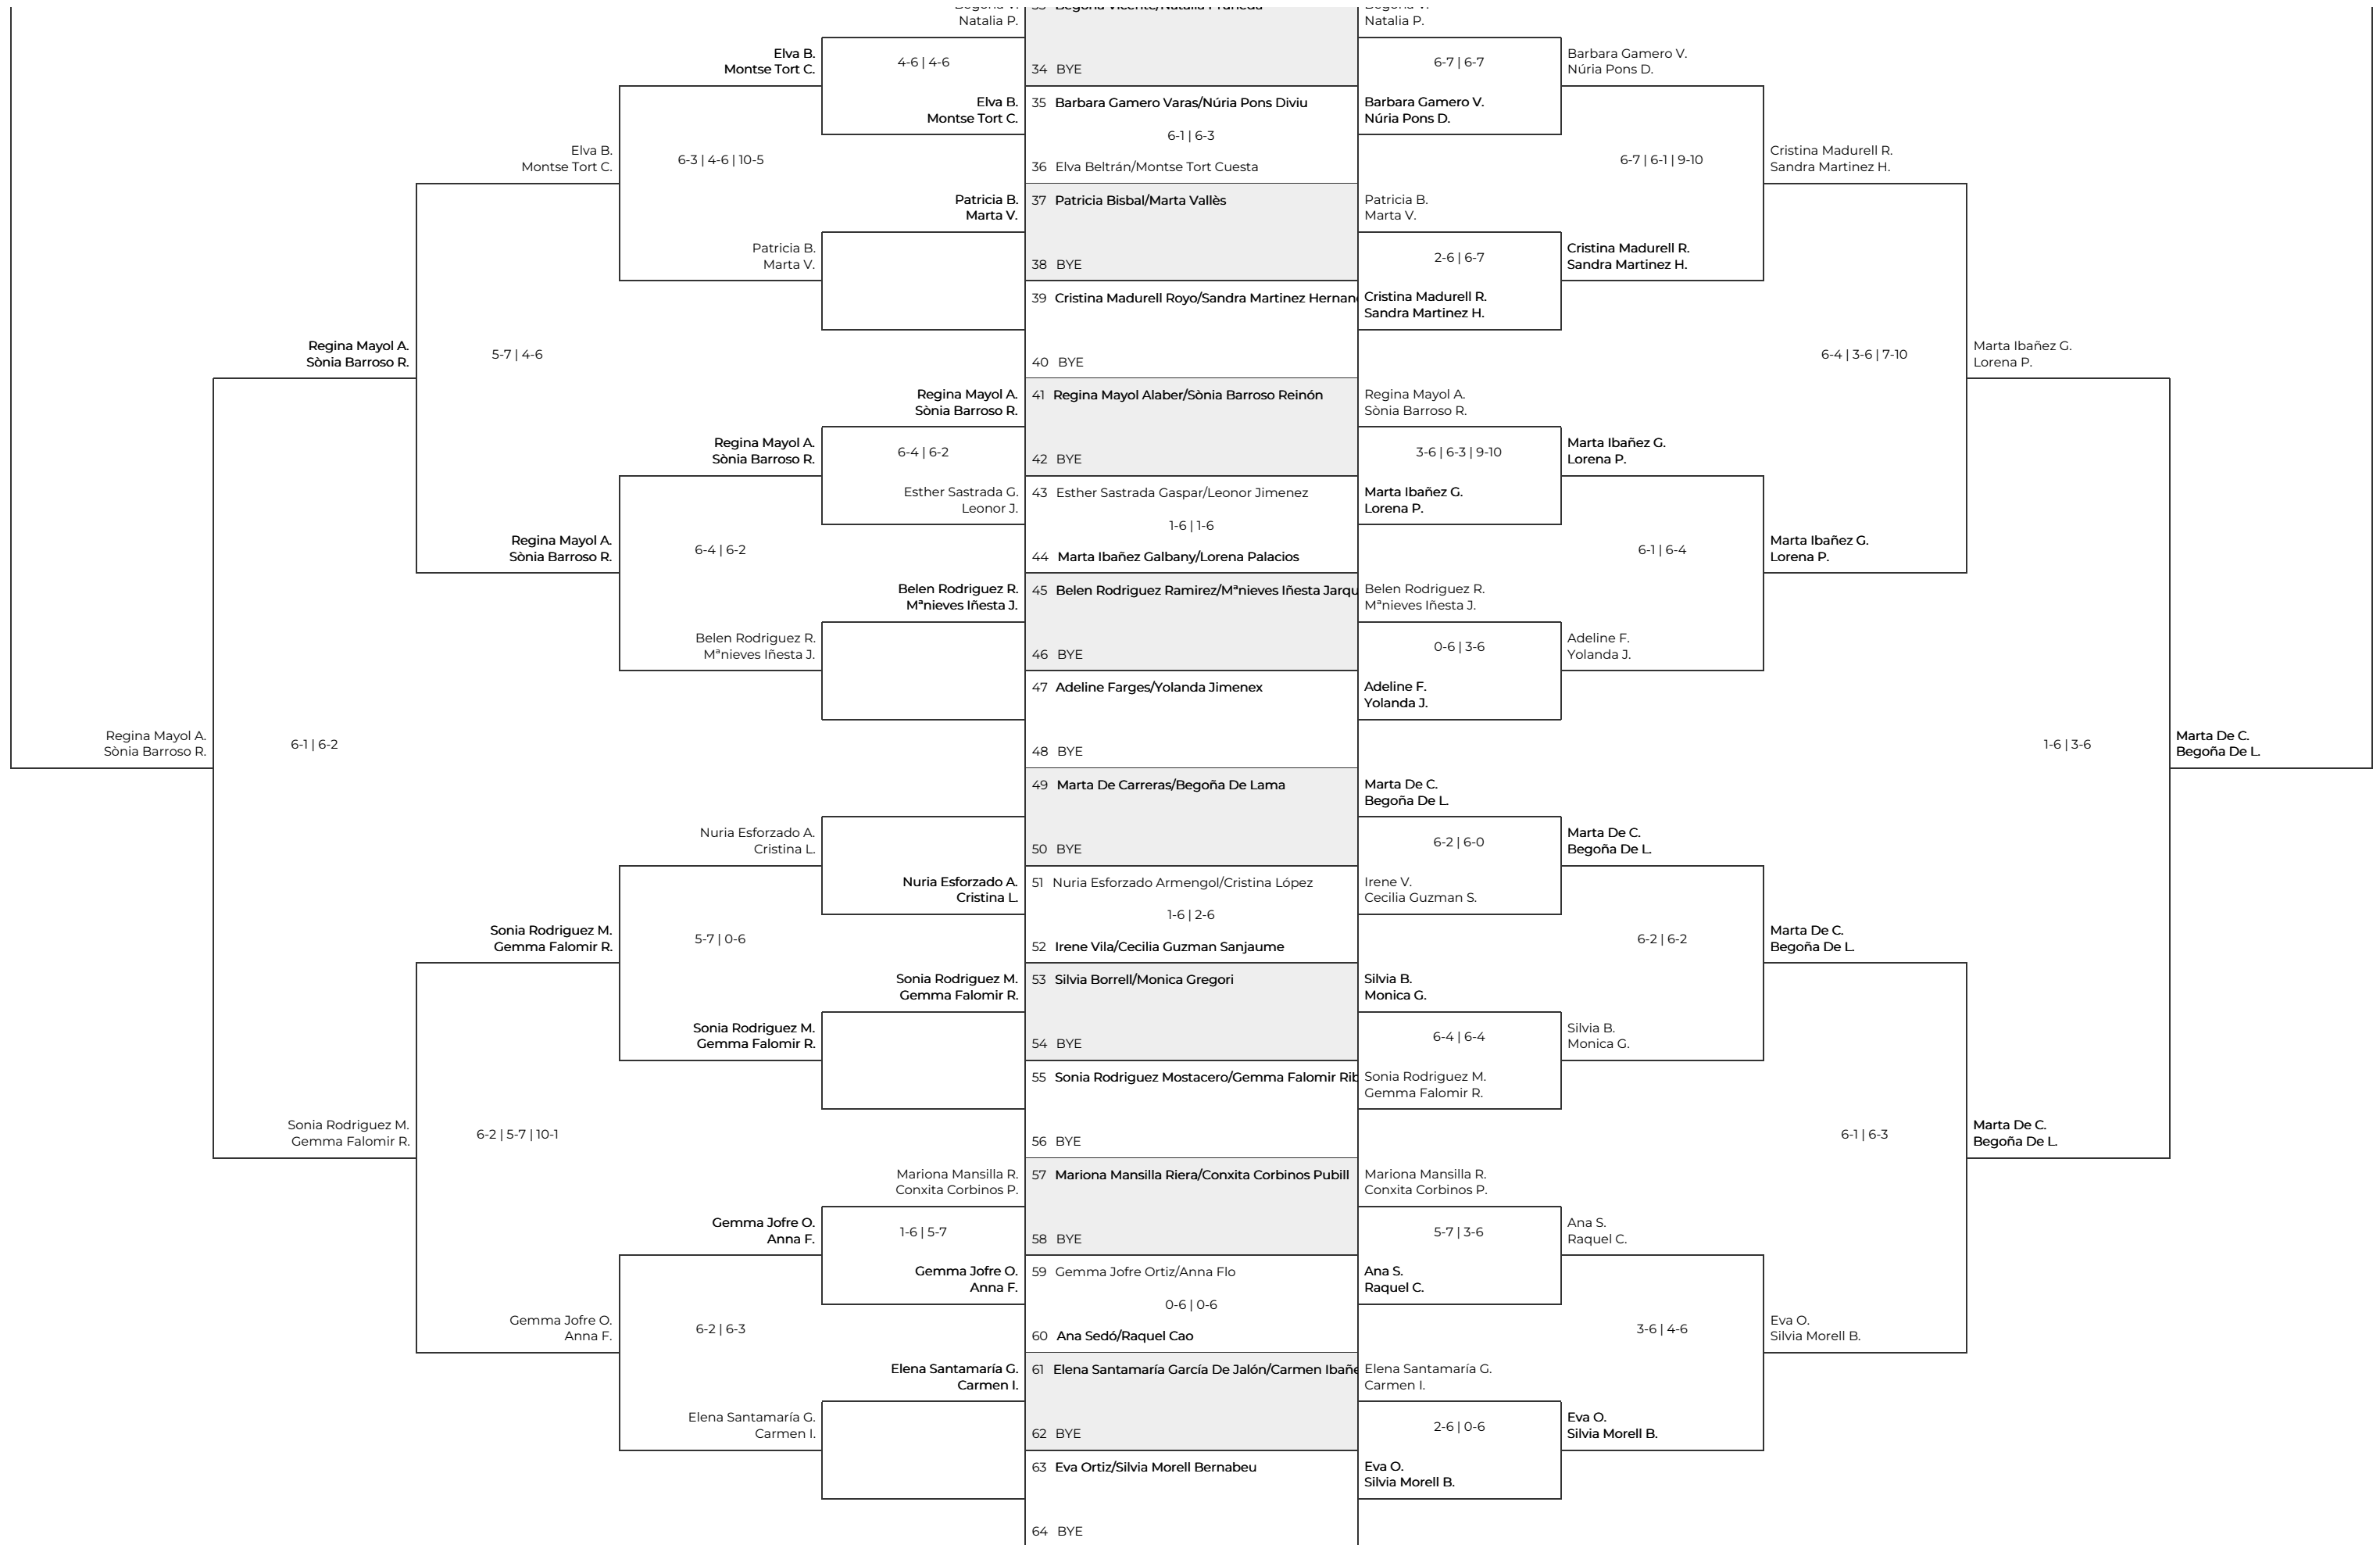 Natalia P.
Natalia P.
Elva B.
Montse Tort C.
4-6 | 4-6
34 BYE
6-7 | 6-7
Barbara Gamero V.
Núria Pons D.
Elva B.
Montse Tort C.
35 Barbara Gamero Varas/Núria Pons Diviu
6-1 | 6-3
36 Elva Beltrán/Montse Tort Cuesta
Barbara Gamero V.
Núria Pons D.
Elva B.
Montse Tort C.
6-3 | 4-6 | 10-5
6-7 | 6-1 | 9-10
Cristina Madurell R.
Sandra Martinez H.
Patricia B.
Marta V.
37 Patricia Bisbal/Marta Vallès
Patricia B.
Marta V.
Patricia B.
Marta V.
38 BYE
2-6 | 6-7
Cristina Madurell R.
Sandra Martinez H.
39 Cristina Madurell Royo/Sandra Martinez Hernan
Cristina Madurell R.
Sandra Martinez H.
Regina Mayol A.
Sònia Barroso R.
5-7 | 4-6
40 BYE
6-4 | 3-6 | 7-10
Marta Ibañez G.
Lorena P.
Regina Mayol A.
Sònia Barroso R.
41 Regina Mayol Alaber/Sònia Barroso Reinón
Regina Mayol A.
Sònia Barroso R.
Regina Mayol A.
Sònia Barroso R.
6-4 | 6-2
42 BYE
3-6 | 6-3 | 9-10
Marta Ibañez G.
Lorena P.
Esther Sastrada G.
Leonor J.
43 Esther Sastrada Gaspar/Leonor Jimenez
1-6 | 1-6
44 Marta Ibañez Galbany/Lorena Palacios
Marta Ibañez G.
Lorena P.
Regina Mayol A.
Sònia Barroso R.
6-4 | 6-2
6-1 | 6-4
Marta Ibañez G.
Lorena P.
Belen Rodriguez R.
Mªnieves Iñesta J.
45 Belen Rodriguez Ramirez/Mªnieves Iñesta Jarqu
Belen Rodriguez R.
Mªnieves Iñesta J.
Belen Rodriguez R.
Mªnieves Iñesta J.
46 BYE
0-6 | 3-6
Adeline F.
Yolanda J.
47 Adeline Farges/Yolanda Jimenex
Adeline F.
Yolanda J.
Regina Mayol A.
Sònia Barroso R.
6-1 | 6-2
48 BYE
1-6 | 3-6
Marta De C.
Begoña De L.
49 Marta De Carreras/Begoña De Lama
Marta De C.
Begoña De L.
Nuria Esforzado A.
Cristina L.
50 BYE
6-2 | 6-0
Marta De C.
Begoña De L.
Nuria Esforzado A.
Cristina L.
51 Nuria Esforzado Armengol/Cristina López
1-6 | 2-6
52 Irene Vila/Cecilia Guzman Sanjaume
Irene V.
Cecilia Guzman S.
Sonia Rodriguez M.
Gemma Falomir R.
5-7 | 0-6
6-2 | 6-2
Marta De C.
Begoña De L.
Sonia Rodriguez M.
Gemma Falomir R.
53 Silvia Borrell/Monica Gregori
Silvia B.
Monica G.
Sonia Rodriguez M.
Gemma Falomir R.
54 BYE
6-4 | 6-4
Silvia B.
Monica G.
55 Sonia Rodriguez Mostacero/Gemma Falomir Rib
Sonia Rodriguez M.
Gemma Falomir R.
Sonia Rodriguez M.
Gemma Falomir R.
6-2 | 5-7 | 10-1
56 BYE
6-1 | 6-3
Marta De C.
Begoña De L.
Mariona Mansilla R.
Conxita Corbinos P.
57 Mariona Mansilla Riera/Conxita Corbinos Pubill
Mariona Mansilla R.
Conxita Corbinos P.
Gemma Jofre O.
Anna F.
1-6 | 5-7
58 BYE
5-7 | 3-6
Ana S.
Raquel C.
Gemma Jofre O.
Anna F.
59 Gemma Jofre Ortiz/Anna Flo
0-6 | 0-6
60 Ana Sedó/Raquel Cao
Ana S.
Raquel C.
Gemma Jofre O.
Anna F.
6-2 | 6-3
3-6 | 4-6
Eva O.
Silvia Morell B.
Elena Santamaría G.
Carmen I.
61 Elena Santamaría García De Jalón/Carmen Ibañe
Elena Santamaría G.
Carmen I.
Elena Santamaría G.
Carmen I.
62 BYE
2-6 | 0-6
Eva O.
Silvia Morell B.
63 Eva Ortiz/Silvia Morell Bernabeu
Eva O.
Silvia Morell B.
64 BYE